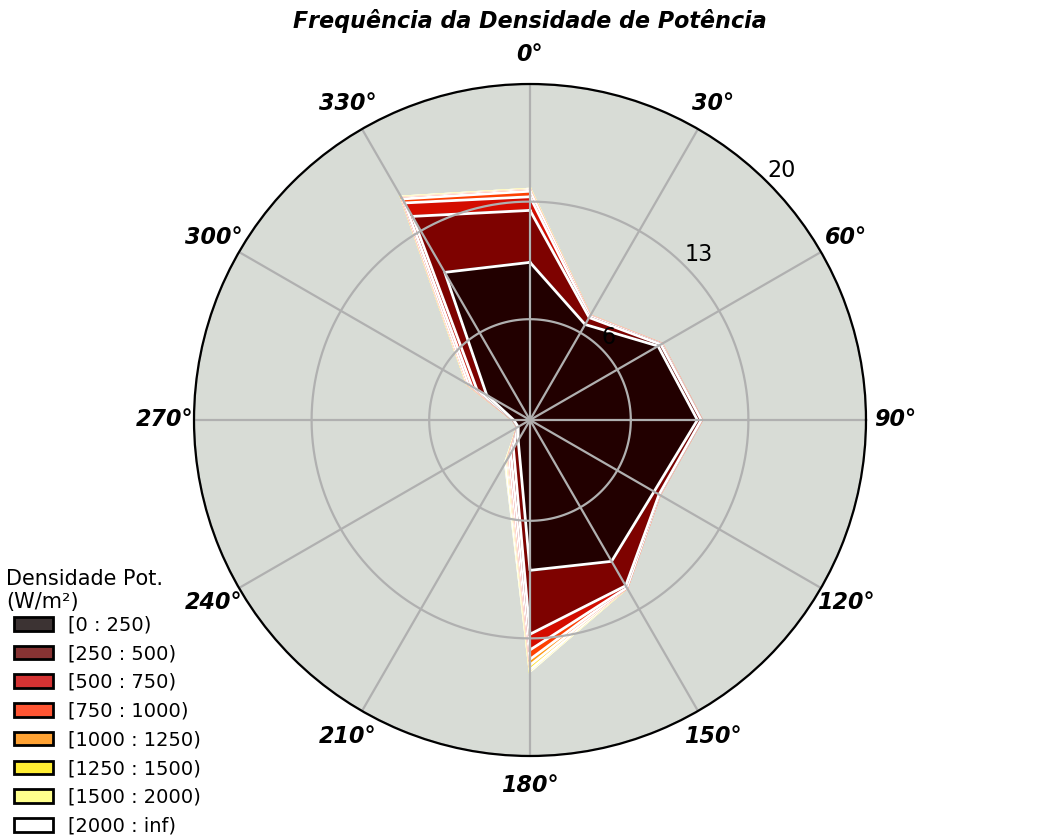 Frequência da Densidade de Potência
0°
330°
30°
20
300°
60°
13
6
270°
90°
240°
120°
210°
150°
180°
Densidade Pot.
(W/m²)
[0 : 250)
[250 : 500)
[500 : 750)
[750 : 1000)
[1000 : 1250)
[1250 : 1500)
[1500 : 2000)
[2000 : inf)